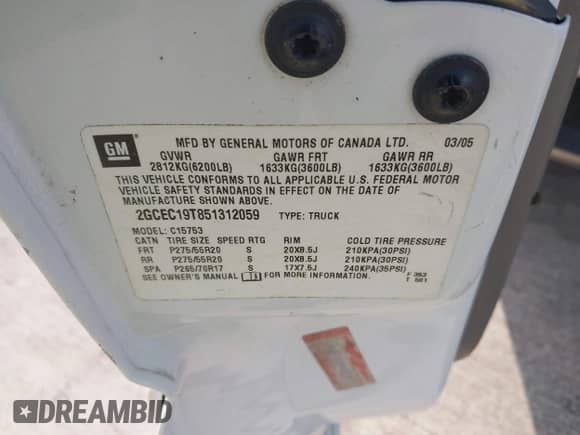 GM
MFD BY GENERAL MOTORS OF CANADA LTD. 03/05
GVWR GAWR FRT GAWR RR
2812KG(6200LB) 1633KG(3600LB) 1633KG(3600LB)
THIS VEHICLE CONFORMS TO ALL APPLICABLE U.S. FEDERAL MOTOR
VEHICLE SAFETY STANDARDS IN EFFECT ON THE DATE OF
MANUFACTURE SHOWN ABOVE.
2GCEC19T851312059 TYPE: TRUCK
MODEL: C15753
CATN TIRE SIZE SPEED RTG RIM COLD TIRE PRESSURE
FRT P275/55R20 S 20X8.5J 210KPA(30PSI)
RR P275/55R20 S 20X8.5J 210KPA(30PSI)
SPA P265/70R17 S 17X7.5J 240KPA(35PSI)
SEE OWNER'S MANUAL FOR MORE INFORMATION.
F 353
T 501
DREAMBID